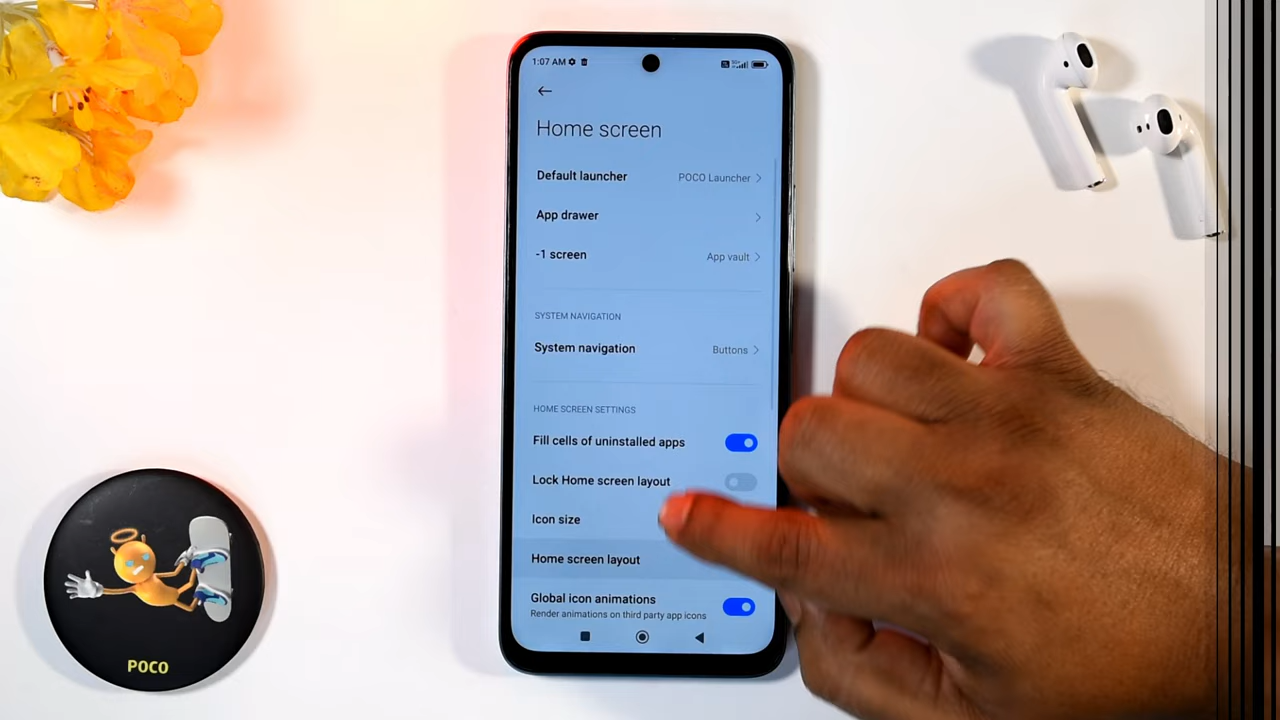 1:07 AM
Home screen
Default launcher POCO Launcher
App drawer
-1 screen App vault
SYSTEM NAVIGATION
System navigation Buttons
HOME SCREEN SETTINGS
Fill cells of uninstalled apps
Lock Home screen layout
Icon size
Home screen layout
Global icon animations
Render animations on third party app icons
POCO